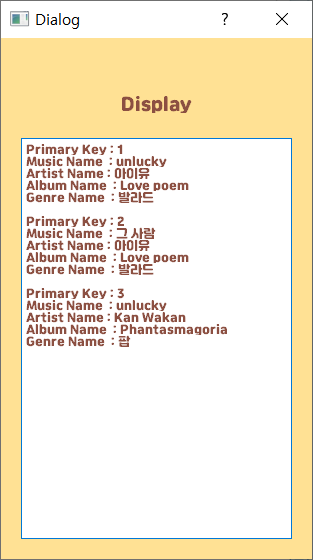 Dialog
?
Display
Primary Key : 1
Music Name : unlucky
Artist Name : 아이유
Album Name : Love poem
Genre Name : 발라드
Primary Key : 2
Music Name : 그 사람
Artist Name : 아이유
Album Name : Love poem
Genre Name : 발라드
Primary Key : 3
Music Name : unlucky
Artist Name : Kan Wakan
Album Name : Phantasmagoria
Genre Name : 팝